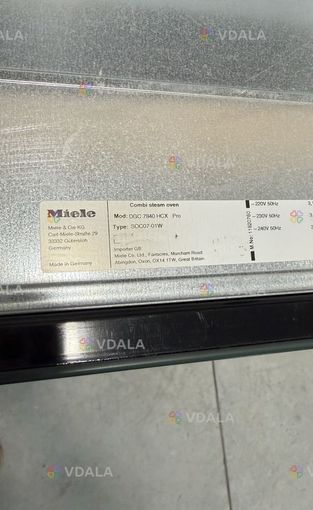 VDALA
VDALA
Miele
Combi steam oven
Mod: DGC 7840 HCX Pro
Type: SDC07-01W
Miele & Cie KG,
Carl-Miele-Straße 29
33332 Gütersloh
Germany
Made in Germany
Importer GB:
Miele Co. Ltd., Fairacres, Marcham Road
Abingdon, Oxon, OX14 1TW, Great Britain
~220V 50Hz
~230V 50Hz
~240V 50Hz
VDALA
VDALA
VDALA
VDALA